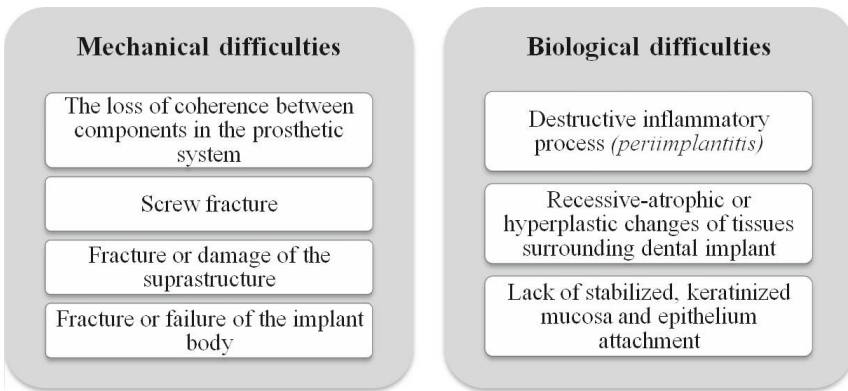 Mechanical difficulties
The loss of coherence between
components in the prosthetic
system
Screw fracture
Fracture or damage of the
suprastructure
Fracture or failure of the implant
body
Biological difficulties
Destructive inflammatory
process (periimplantitis)
Recessive-atrophic or
hyperplastic changes of tissues
surrounding dental implant
Lack of stabilized, keratinized
mucosa and epithelium
attachment